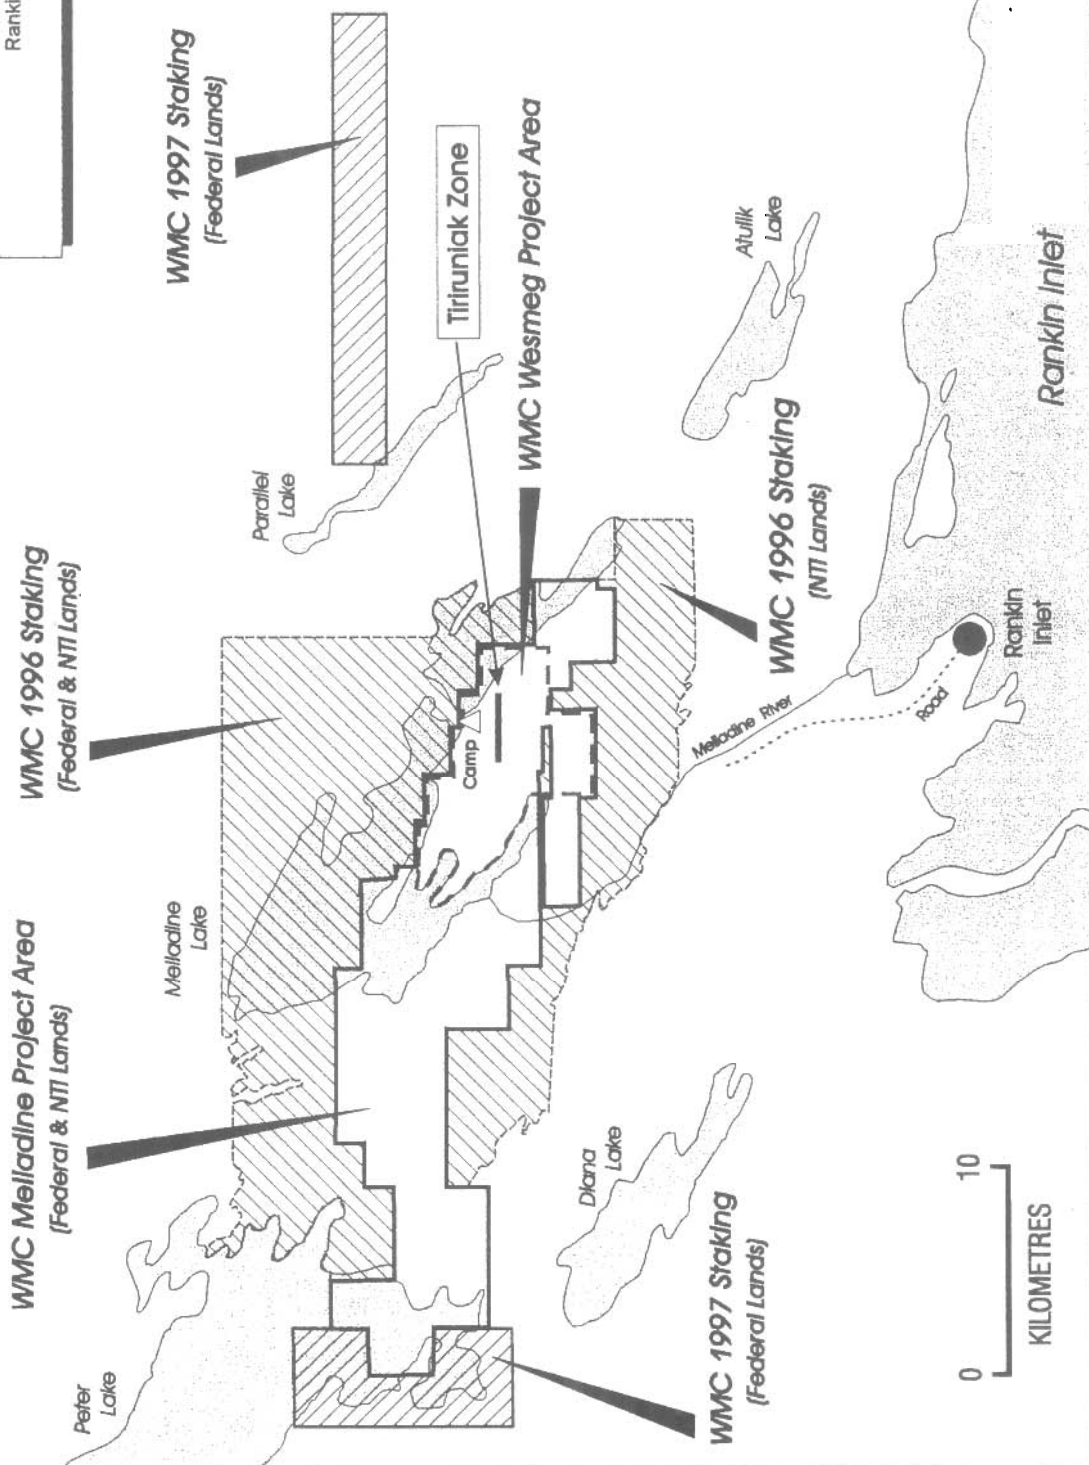 Ranki
WMC Meliadine Project Area
(Federal & NTI Lands)
WMC 1996 Staking
(Federal & NTI Lands)
WMC 1997 Staking
(Federal Lands)
Peter
Lake
Meliadine
Lake
Parallel
Lake
Tiriruniak Zone
Camp
WMC Wesmeg Project Area
Diana
Lake
Atulik
Lake
WMC 1997 Staking
(Federal Lands)
WMC 1996 Staking
(NTI Lands)
Meliadine River
Road
Rankin
Inlet
Rankin Inlet
0 10
KILOMETRES